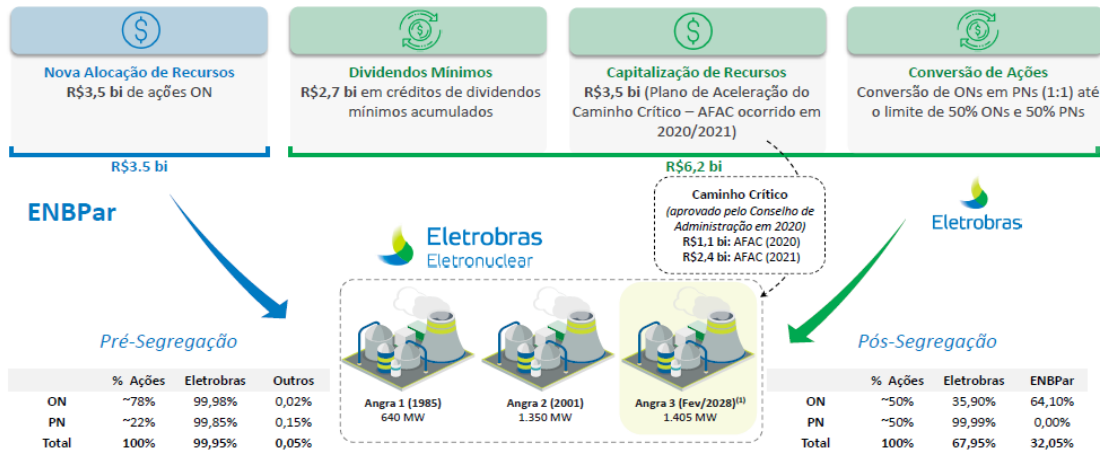 Nova Alocação de Recursos
R$3,5 bi de ações ON
Dividendos Mínimos
R$2,7 bi em créditos de dividendos
mínimos acumulados
Capitalização de Recursos
R$3,5 bi (Plano de Aceleração do
Caminho Crítico – AFAC ocorrido em
2020/2021)
Conversão de Ações
Conversão de ONs em PNs (1:1) até
o limite de 50% ONs e 50% PNs
R$3.5 bi
R$6,2 bi
ENBPar
Caminho Crítico
(aprovado pelo Conselho de
Administração em 2020)
R$1,1 bi: AFAC (2020)
R$2,4 bi: AFAC (2021)
Eletrobras
Eletrobras
Eletronuclear
Pré-Segregação
% Ações Eletrobras Outros
ON ~78% 99,98% 0,02%
PN ~22% 99,85% 0,15%
Total 100% 99,95% 0,05%
Angra 1 (1985)
640 MW
Angra 2 (2001)
1.350 MW
Angra 3 (Fev/2028)(1)
1.405 MW
Pós-Segregação
% Ações Eletrobras ENBPar
ON ~50% 35,90% 64,10%
PN ~50% 99,99% 0,00%
Total 100% 67,95% 32,05%